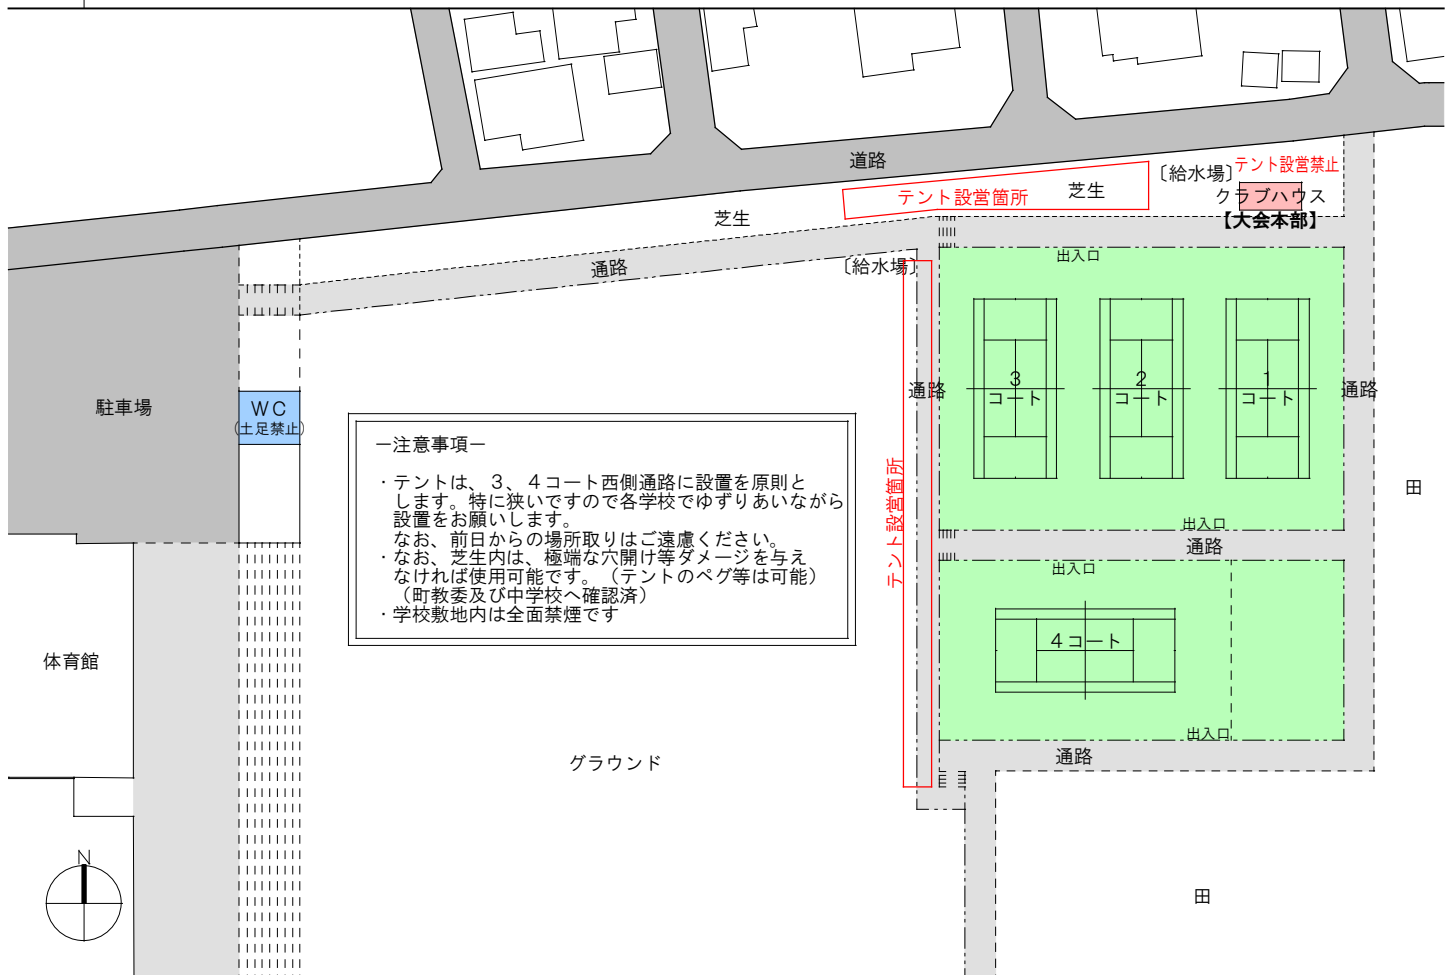 道路
〔給水場〕
テント設営禁止
テント設営箇所
芝生
クラブハウス
【大会本部】
芝生
通路
〔給水場〕
出入口
3
コート
2
コート
1
コート
通路
通路
駐車場
WC
(土足禁止)
ー注意事項ー
・テントは、3、4コート西側通路に設置を原則と
します。特に狭いですので各学校でゆずりあいながら
設置をお願いします。
なお、前日からの場所取りはご遠慮ください。
・なお、芝生内は、極端な穴開け等ダメージを与え
なければ使用可能です。（テントのペグ等は可能）
（町教委及び中学校へ確認済）
・学校敷地内は全面禁煙です
テント設営箇所
田
出入口
通路
出入口
4コート
体育館
出入口
通路
グラウンド
N
田